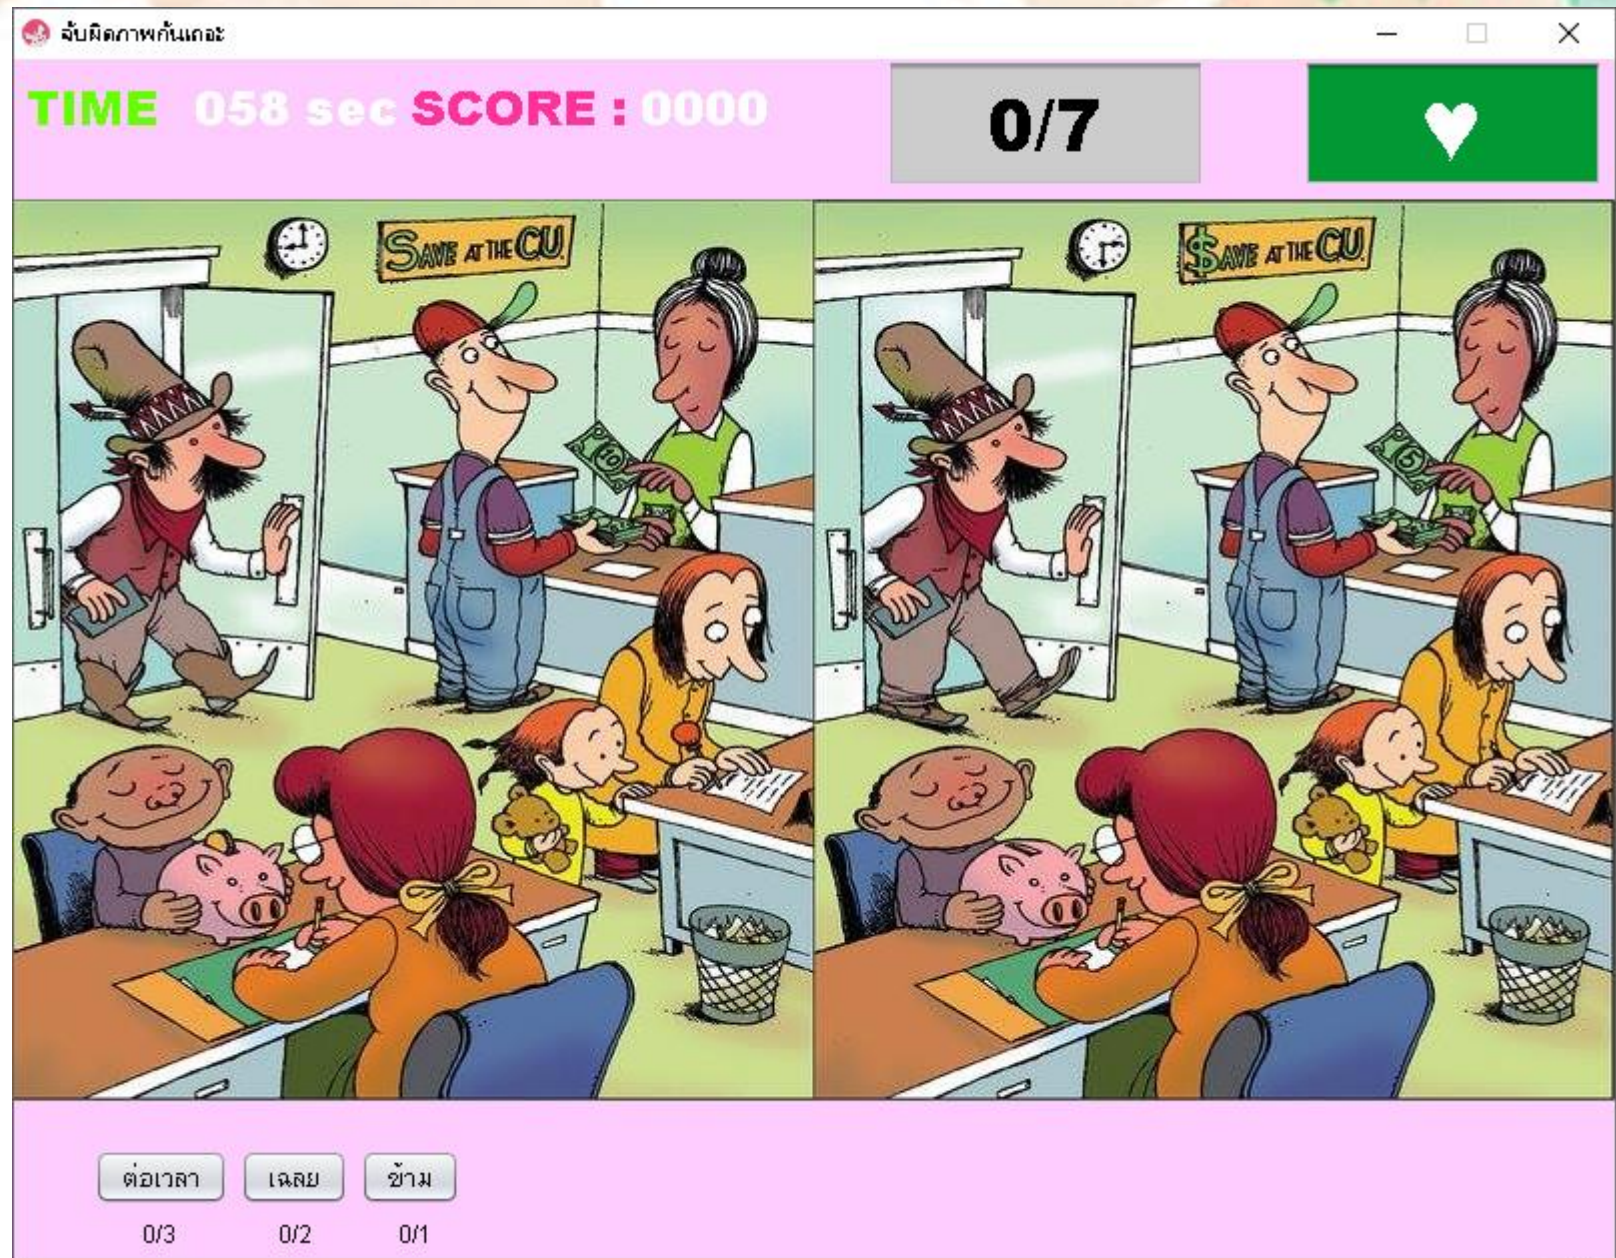 จับผิดภาพกันเถอะ
TIME 058 sec SCORE : 0000
0/7
SAVE AT THE CU.
$AVE AT THE CU.
10
5
ต่อเวลา เฉลย ข้าม
0/3 0/2 0/1